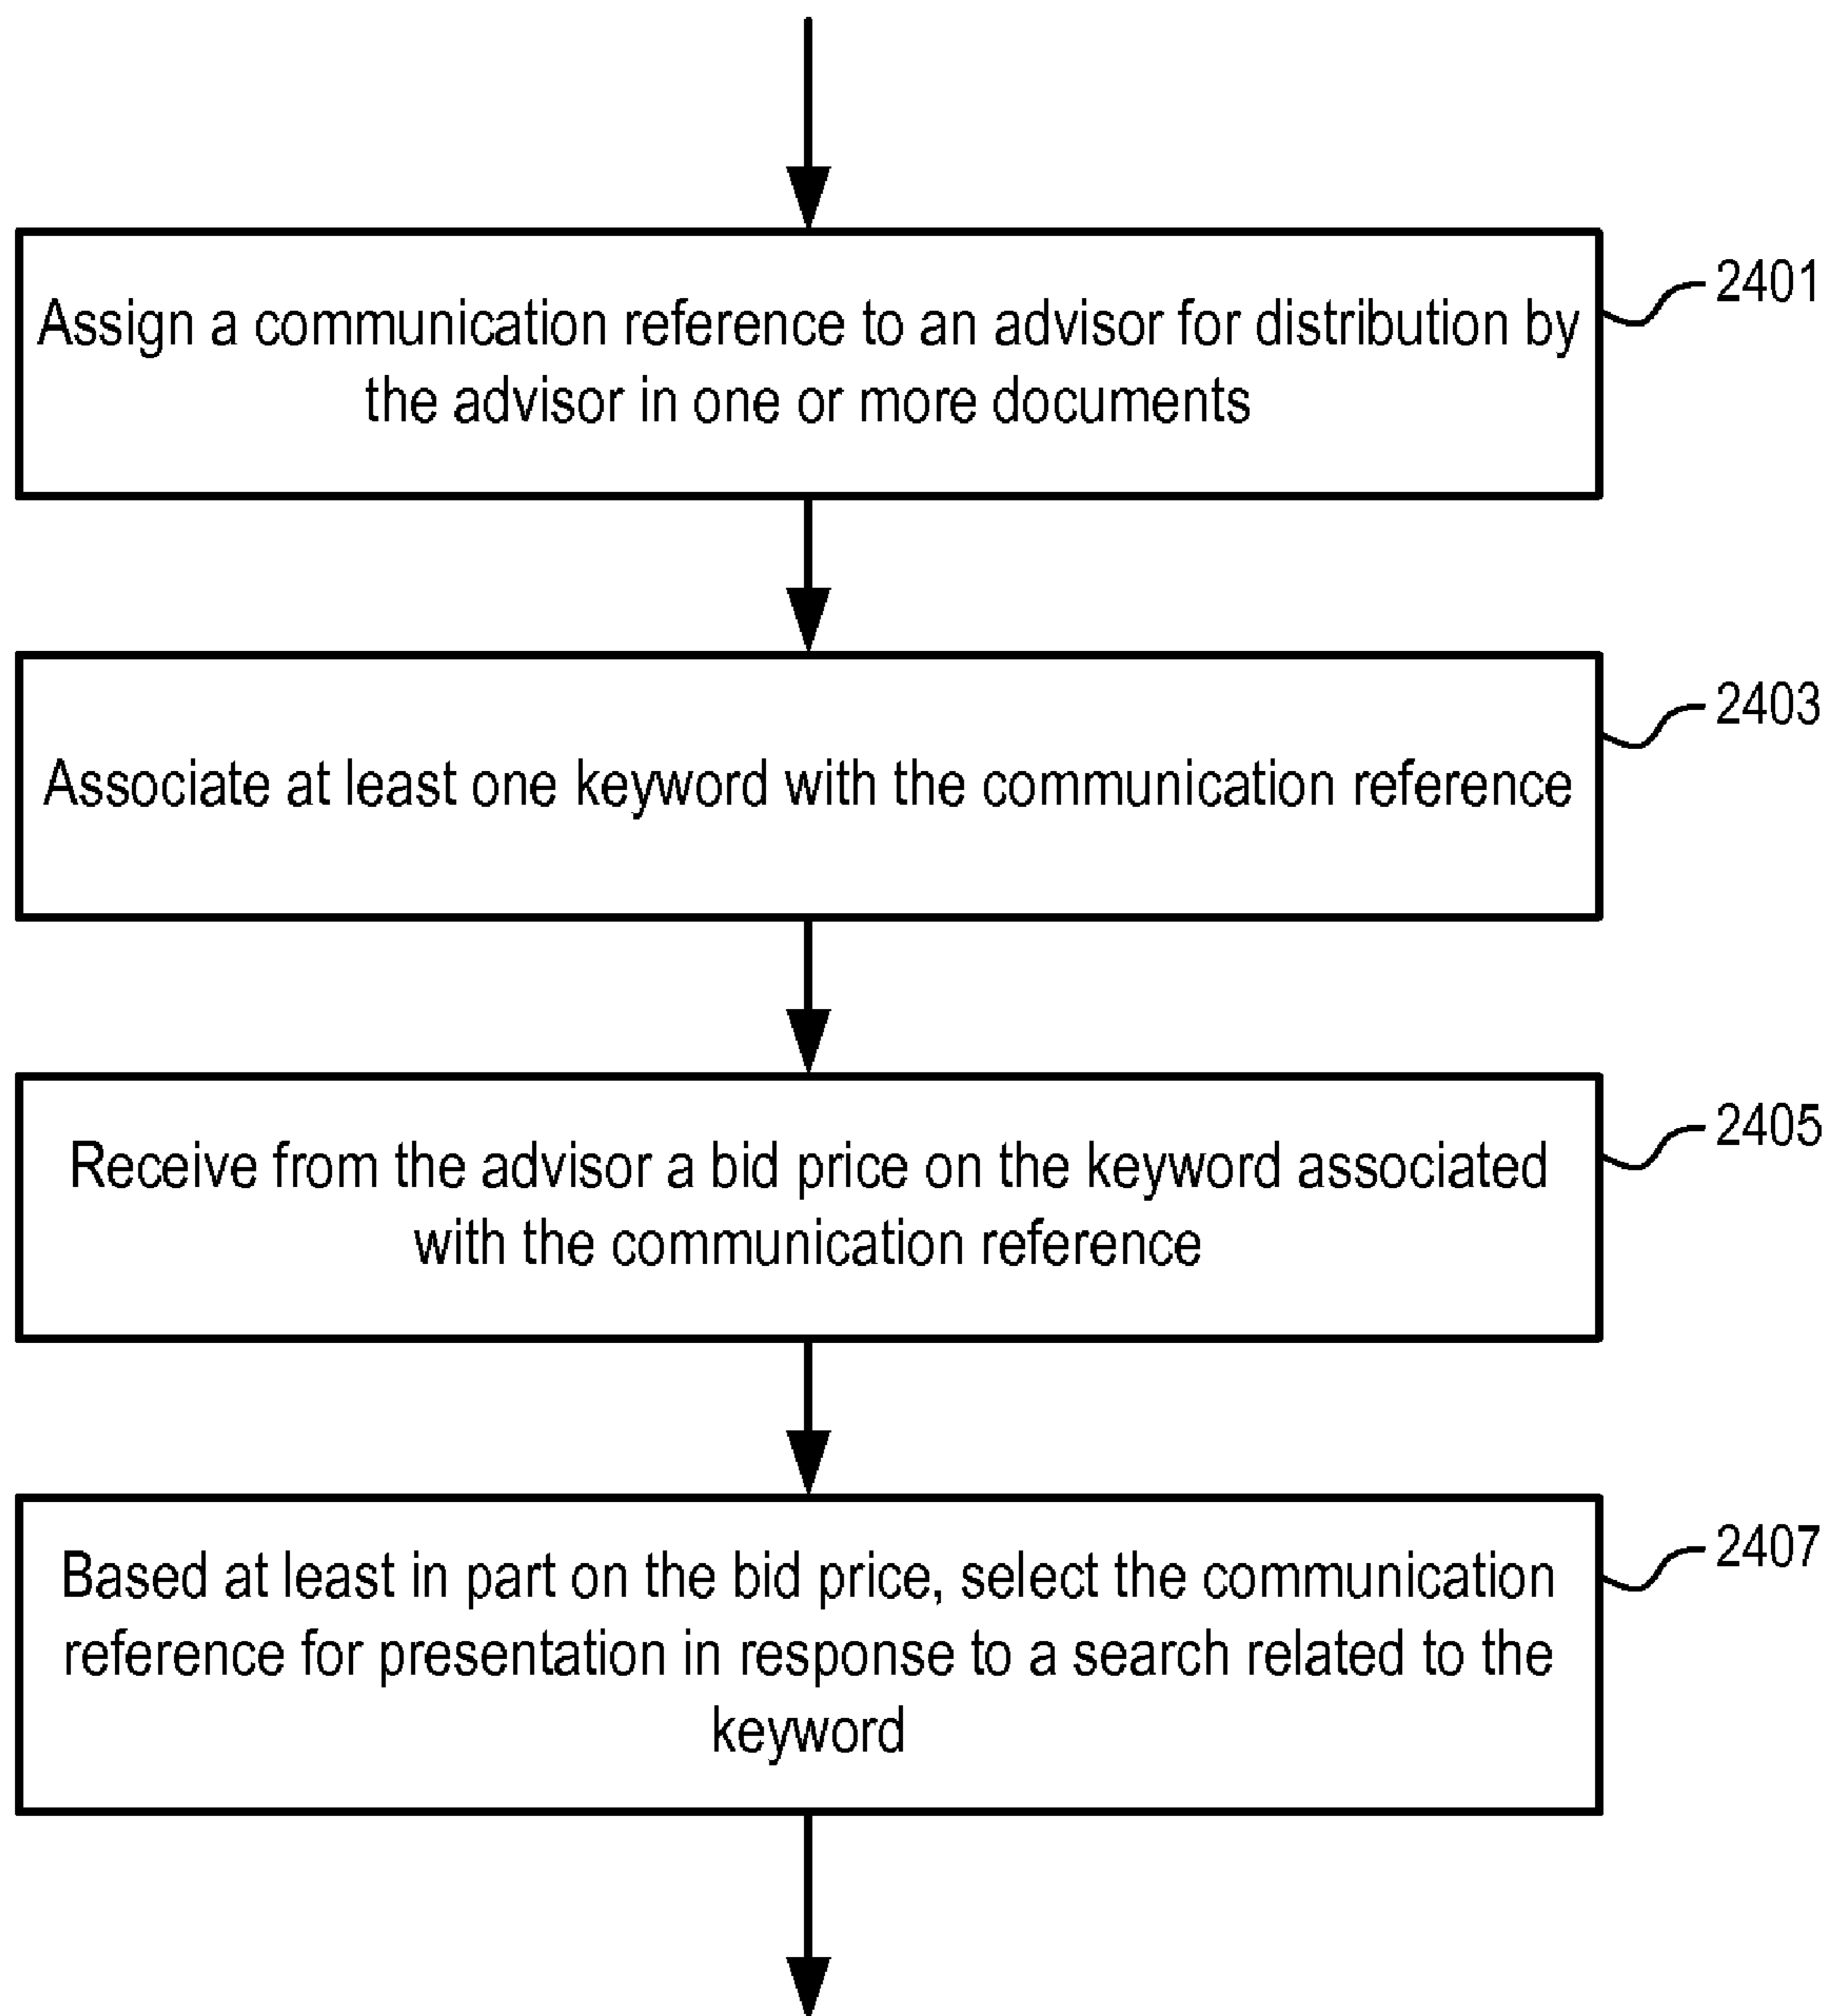 Assign a communication reference to an advisor for distribution by
the advisor in one or more documents
2401
Associate at least one keyword with the communication reference
2403
Receive from the advisor a bid price on the keyword associated
with the communication reference
2405
Based at least in part on the bid price, select the communication
reference for presentation in response to a search related to the
keyword
2407